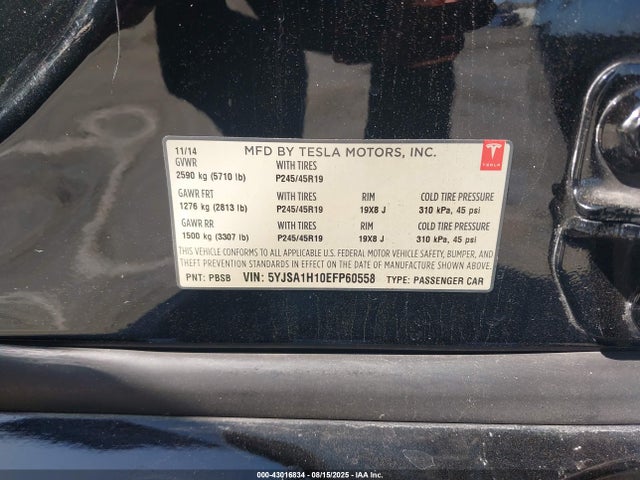 11/14 MFD BY TESLA MOTORS, INC.
GVWR WITH TIRES
2590 kg (5710 lb) P245/45R19
GAWR FRT WITH TIRES RIM COLD TIRE PRESSURE
1276 kg (2813 lb) P245/45R19 19X8 J 310 kPa, 45 psi
GAWR RR WITH TIRES RIM COLD TIRE PRESSURE
1500 kg (3307 lb) P245/45R19 19X8 J 310 kPa, 45 psi
THIS VEHICLE CONFORMS TO ALL APPLICABLE U.S. FEDERAL MOTOR VEHICLE SAFETY, BUMPER, AND
THEFT PREVENTION STANDARDS IN EFFECT ON THE DATE OF MANUFACTURE SHOWN ABOVE.
PNT: PBSB VIN: 5YJSA1H10EFP60558 TYPE: PASSENGER CAR
000-43016834 - 08/15/2025 - IAA Inc.